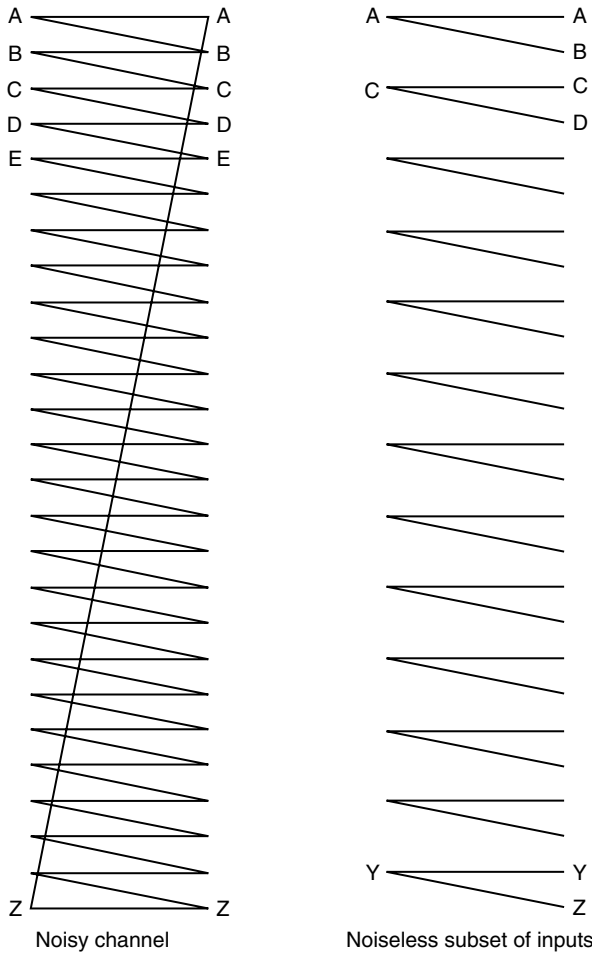 A A A A
B B B
C C C C
D D D
E E
Y Y
Z Z Z
Noisy channel Noiseless subset of inputs